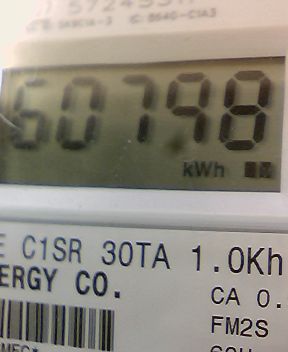 60798
kWh
E C1SR 30TA 1.0Kh
ERGY CO.
CA 0.
FM2S